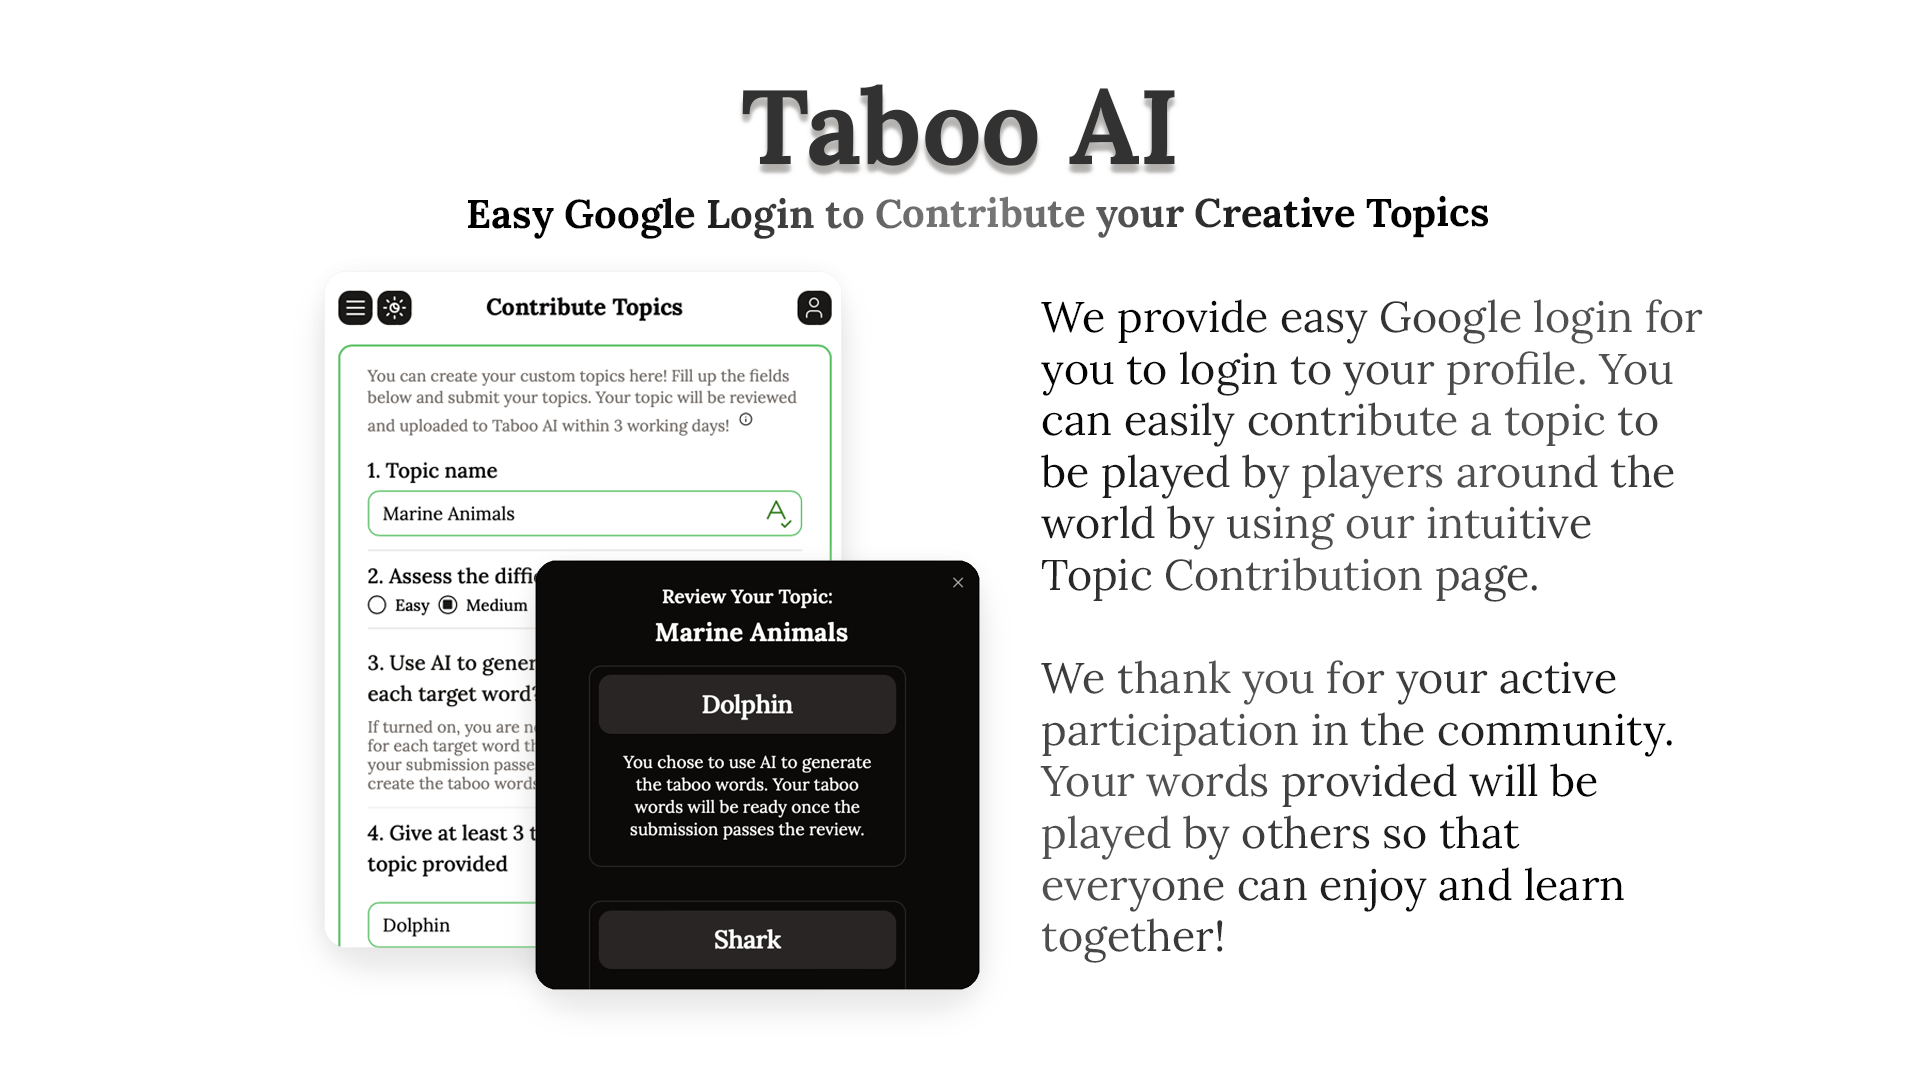 Taboo AI
Easy Google Login to Contribute your Creative Topics
Contribute Topics
You can create your custom topics here! Fill up the fields
below and submit your topics. Your topic will be reviewed
and uploaded to Taboo AI within 3 working days!
1. Topic name
Marine Animals
2. Assess the diffi
Easy Medium
3. Use AI to gener
each target word?
If turned on, you are n
for each target word th
your submission passe
create the taboo words
4. Give at least 3 t
topic provided
Dolphin
Review Your Topic:
Marine Animals
Dolphin
You chose to use AI to generate
the taboo words. Your taboo
words will be ready once the
submission passes the review.
Shark
We provide easy Google login for
you to login to your profile. You
can easily contribute a topic to
be played by players around the
world by using our intuitive
Topic Contribution page.
We thank you for your active
participation in the community.
Your words provided will be
played by others so that
everyone can enjoy and learn
together!